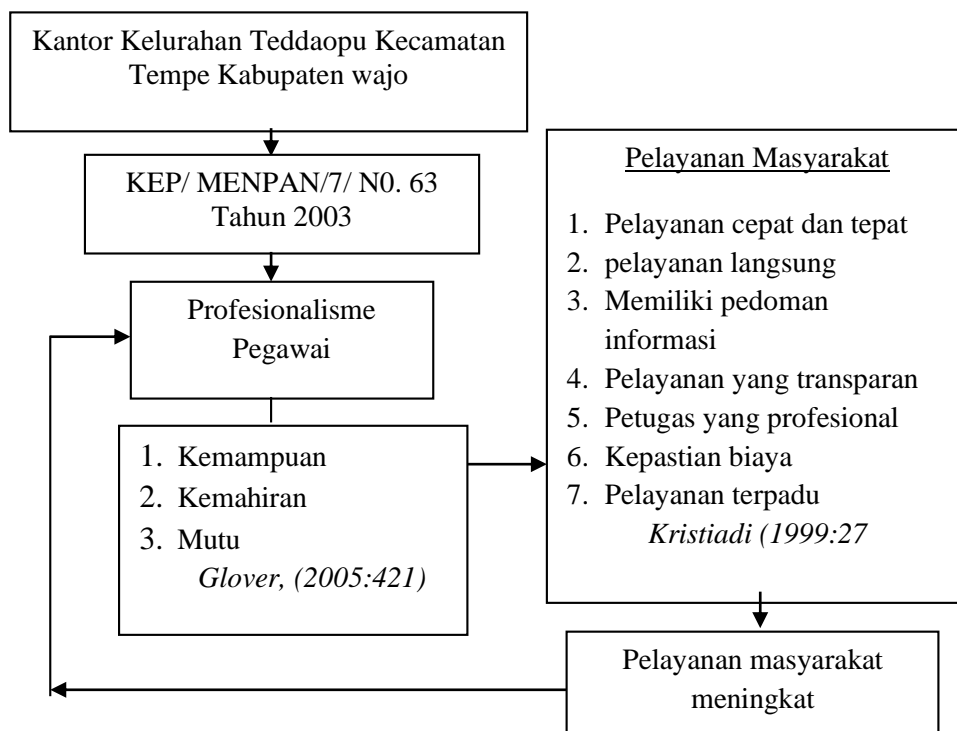 Kantor Kelurahan Teddaopu Kecamatan
Tempe Kabupaten wajo
KEP/ MENPAN/7/ N0. 63
Tahun 2003
Profesionalisme
Pegawai
1. Kemampuan
2. Kemahiran
3. Mutu
Glover, (2005:421)
Pelayanan Masyarakat
1. Pelayanan cepat dan tepat
2. pelayanan langsung
3. Memiliki pedoman
informasi
4. Pelayanan yang transparan
5. Petugas yang profesional
6. Kepastian biaya
7. Pelayanan terpadu
Kristiadi (1999:27
Pelayanan masyarakat
meningkat